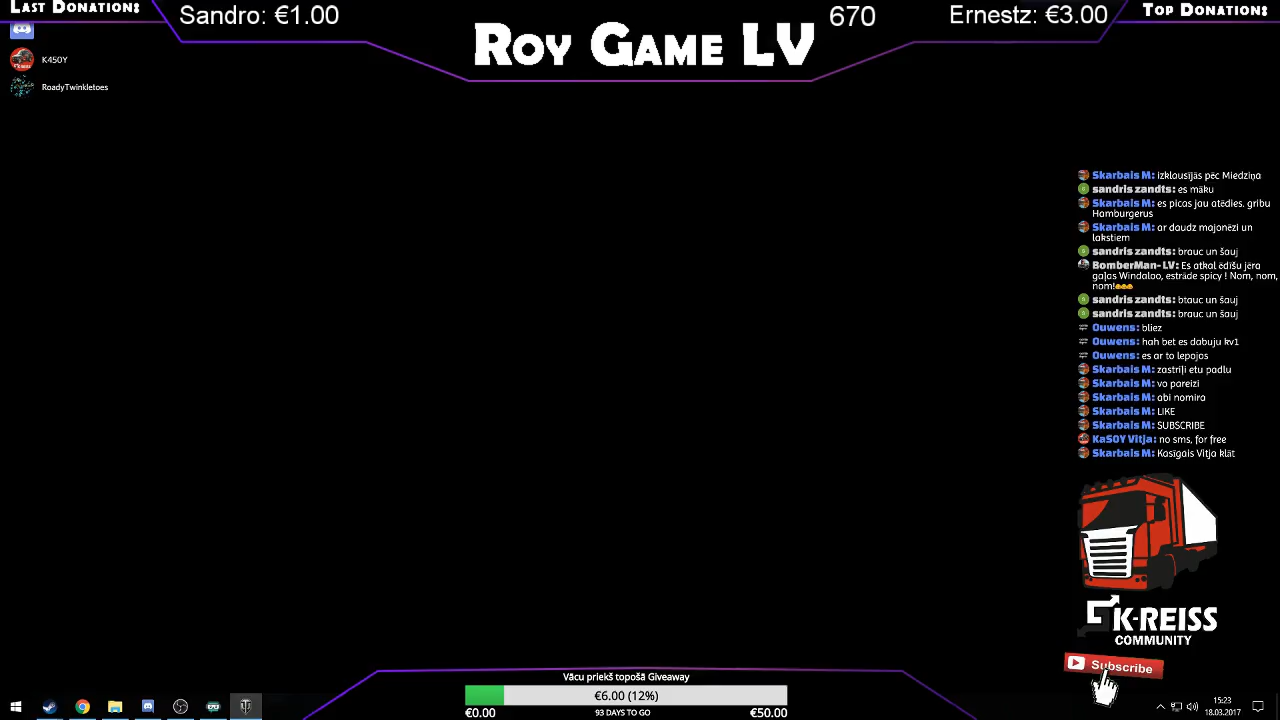 Last Donations
Sandro: €1.00
Roy Game LV
670
Ernestz: €3.00
Top Donations
K450Y
RoadyTwinkletoes
Skarbais M: izklausījās pēc Miedziņa
sandris zandts: es māku
Skarbais M: es picas jau atēdies. gribu
Hamburgerus
Skarbais M: ar daudz majonēzi un
lakstiem
sandris zandts: brauc un šauj
BomberMan- LV: Es atkal ēdīšu jēra
gaļas Windaloo, estrāde spicy ! Nom, nom,
nom!
sandris zandts: btauc un šauj
sandris zandts: brauc un šauj
Ouwens: bliez
Ouwens: hah bet es dabuju kv1
Ouwens: es ar to lepojos
Skarbais M: zastriļi etu padlu
Skarbais M: vo pareizi
Skarbais M: abi nomira
Skarbais M: LIKE
Skarbais M: SUBSCRIBE
KaSOY Vitja: no sms, for free
Skarbais M: Kasīgais Vitja klāt
K-REISS
COMMUNITY
Subscribe
Vācu priekš topošā Giveaway
€6.00 (12%)
€0.00
93 DAYS TO GO
€50.00
15:23
18.03.2017